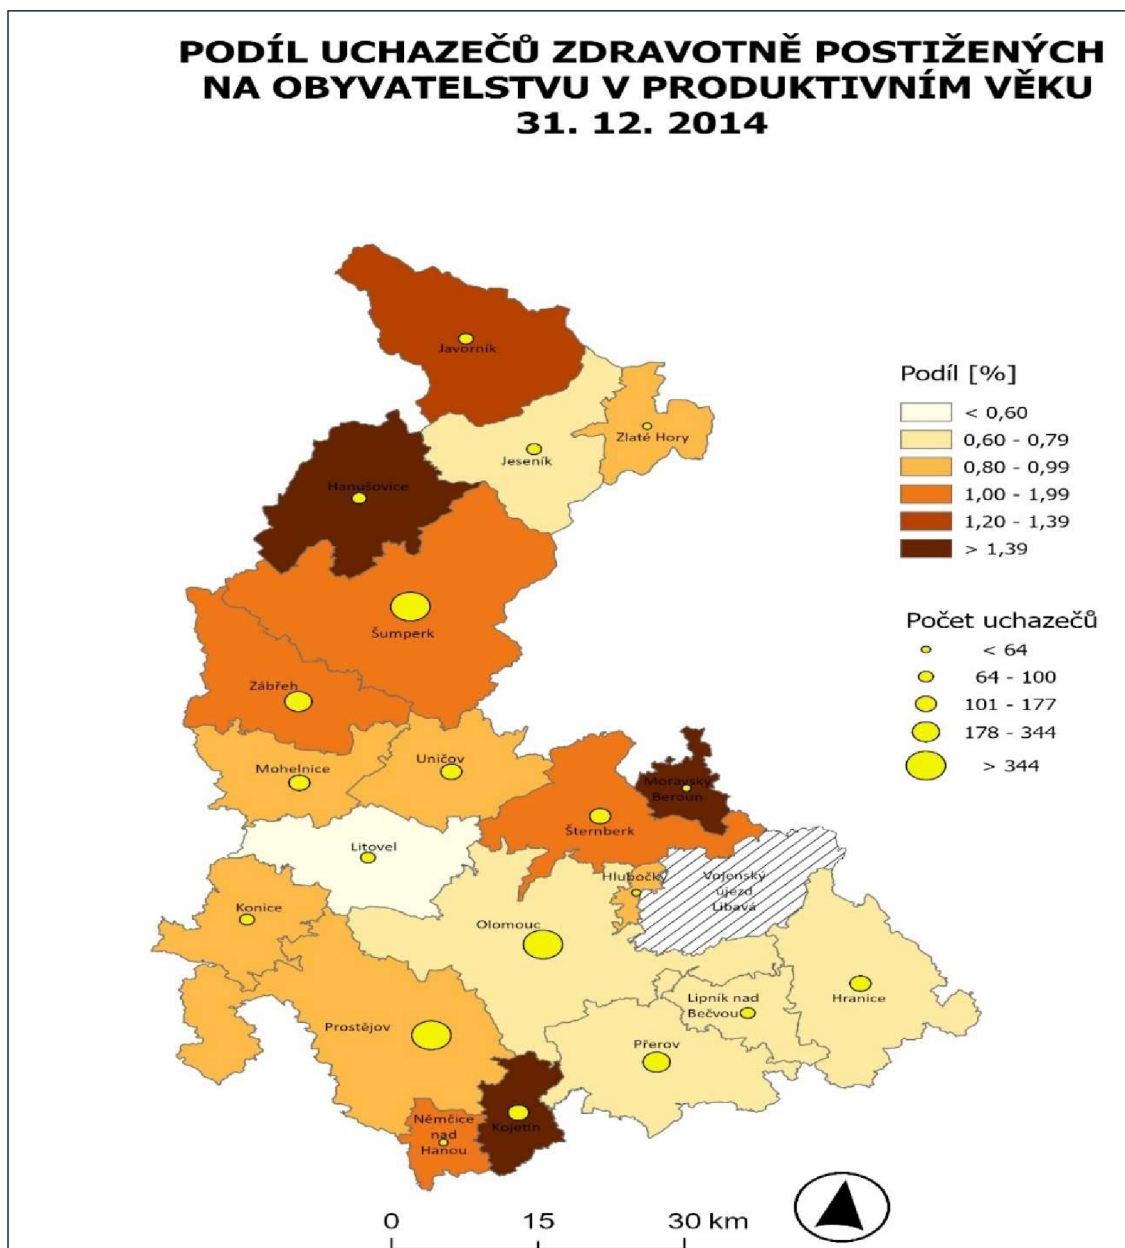 PODÍL UCHAZEČŮ ZDRAVOTNĚ POSTIŽENÝCH
NA OBYVATELSTVU V PRODUKTIVNÍM VĚKU
31. 12. 2014
Javorník
Zlaté Hory
Jeseník
Hanušovice
Šumperk
Zábřeh
Mohelnice
Uničov
Moravský
Beroun
Šternberk
Litovel
Hlubočky
Vojenský
újezd
Libavá
Konice
Olomouc
Hranice
Lipník nad
Bečvou
Prostějov
Přerov
Němčice
nad
Hanou
Kojetín
Podíl [%]
< 0,60
0,60 - 0,79
0,80 - 0,99
1,00 - 1,99
1,20 - 1,39
> 1,39
Počet uchazečů
< 64
64 - 100
101 - 177
178 - 344
> 344
0 15 30 km